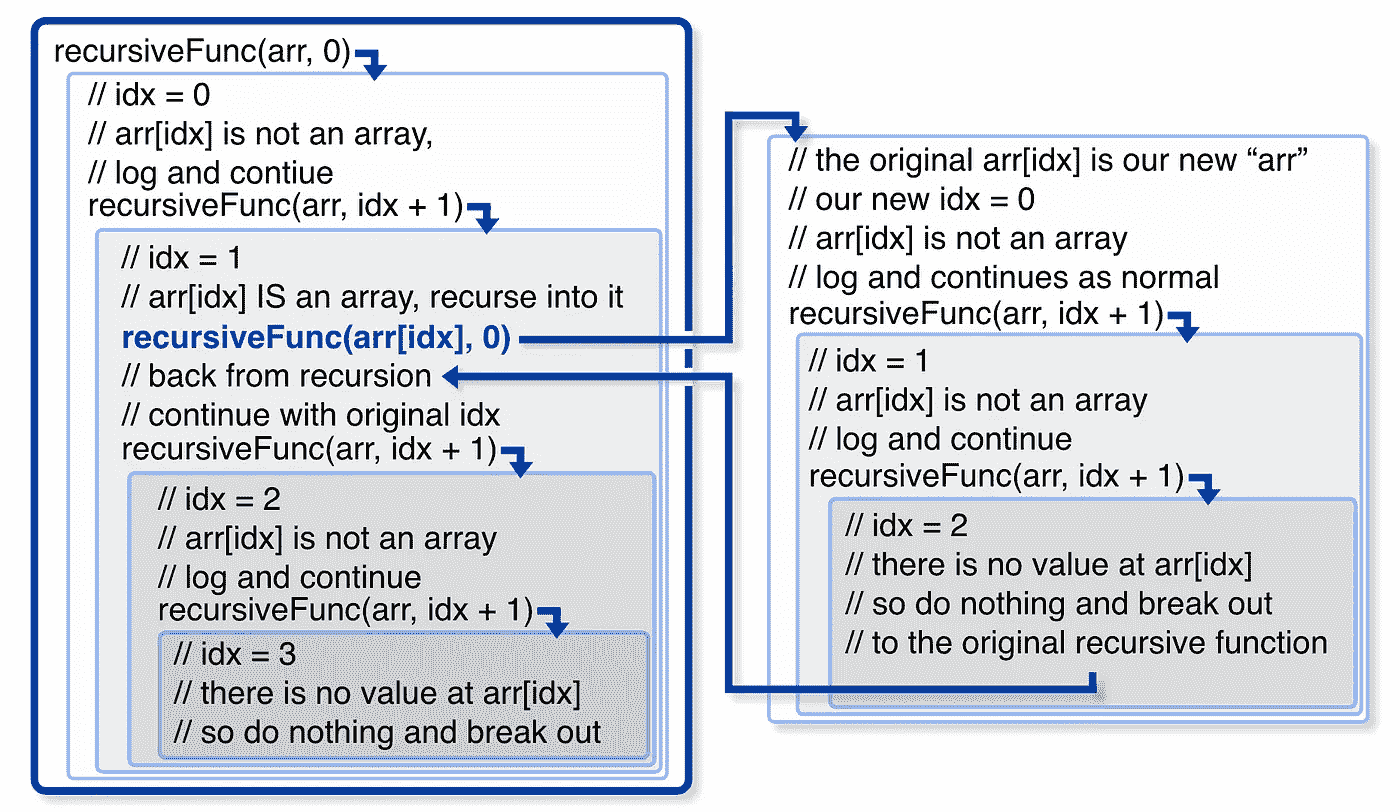 recursiveFunc(arr, 0)
// idx = 0
// arr[idx] is not an array,
// log and contiue
recursiveFunc(arr, idx + 1)
// idx = 1
// arr[idx] IS an array, recurse into it
recursiveFunc(arr[idx], 0)
// back from recursion
// continue with original idx
recursiveFunc(arr, idx + 1)
// idx = 2
// arr[idx] is not an array
// log and continue
recursiveFunc(arr, idx + 1)
// idx = 3
// there is no value at arr[idx]
// so do nothing and break out
// the original arr[idx] is our new “arr”
// our new idx = 0
// arr[idx] is not an array
// log and continues as normal
recursiveFunc(arr, idx + 1)
// idx = 1
// arr[idx] is not an array
// log and continue
recursiveFunc(arr, idx + 1)
// idx = 2
// there is no value at arr[idx]
// so do nothing and break out
// to the original recursive function